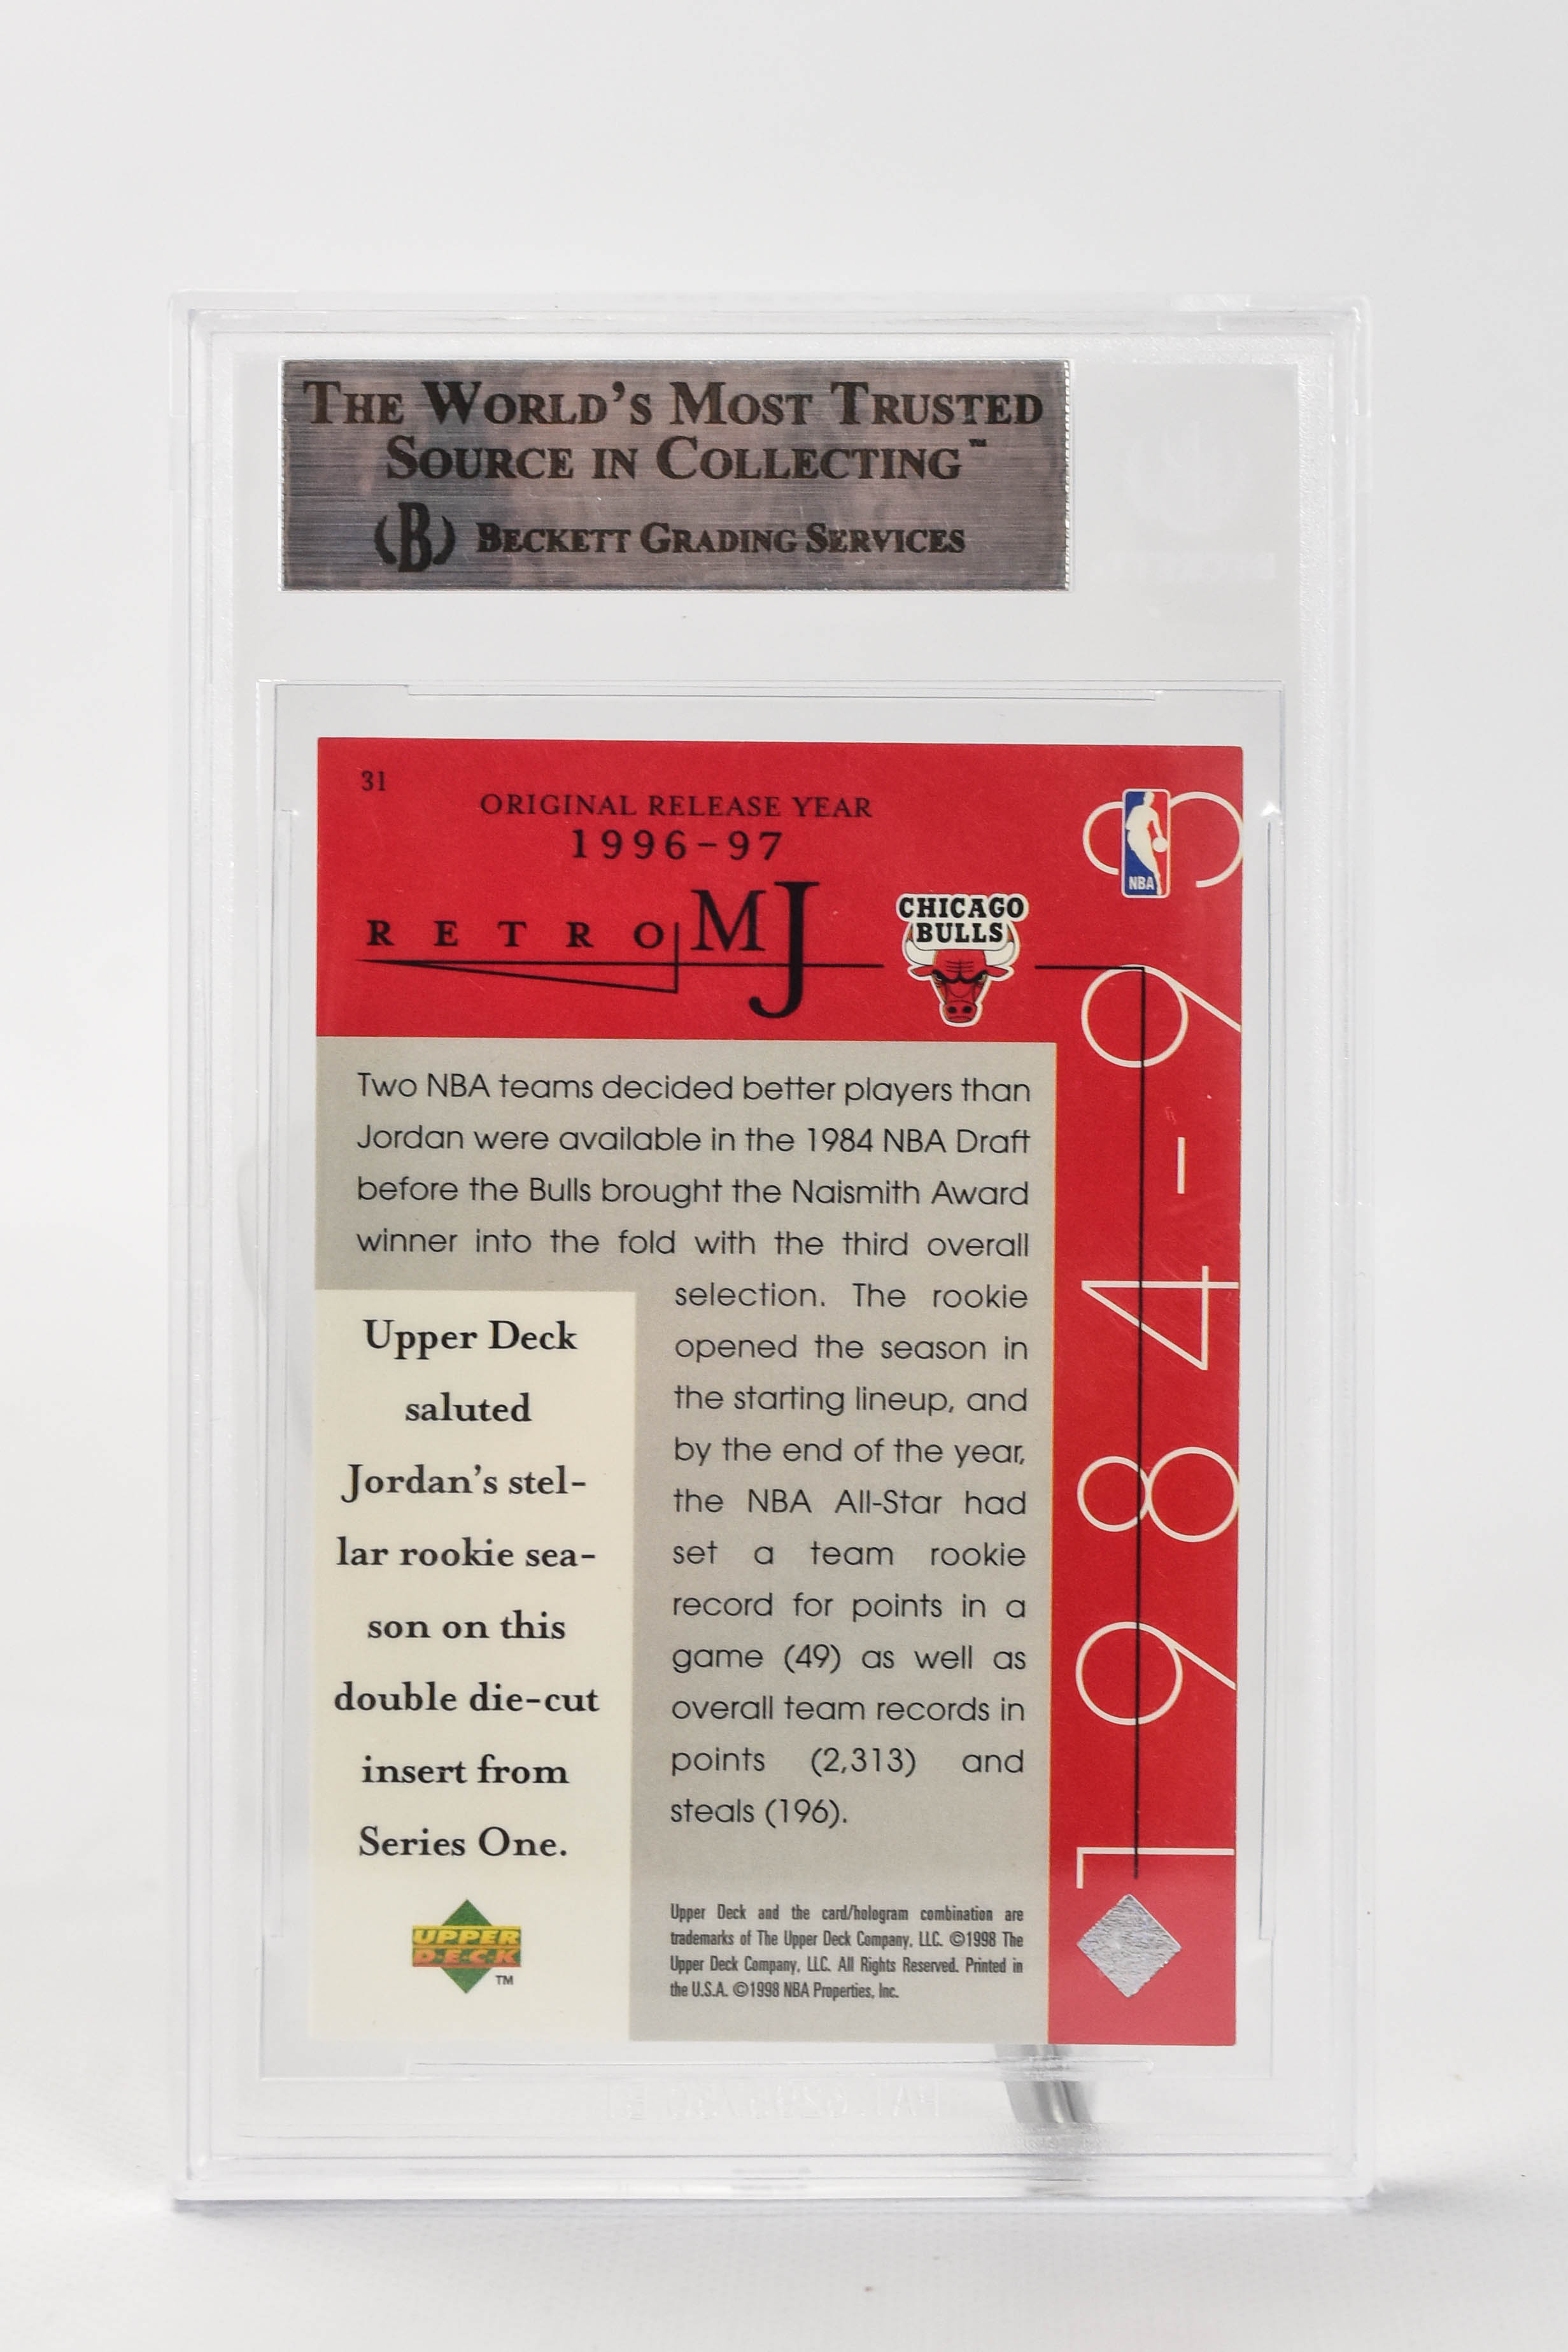 THE WORLD'S MOST TRUSTED
SOURCE IN COLLECTING™
B BECKETT GRADING SERVICES
31
ORIGINAL RELEASE YEAR
1996-97
RETRO MJ
CHICAGO
BULLS
NBA
1984-93
Two NBA teams decided better players than
Jordan were available in the 1984 NBA Draft
before the Bulls brought the Naismith Award
winner into the fold with the third overall
selection. The rookie
opened the season in
the starting lineup, and
by the end of the year,
the NBA All-Star had
set a team rookie
record for points in a
game (49) as well as
overall team records in
points (2,313) and
steals (196).
Upper Deck
saluted
Jordan's stel-
lar rookie sea-
son on this
double die-cut
insert from
Series One.
UPPER
DECK
™
Upper Deck and the card/hologram combination are
trademarks of The Upper Deck Company, LLC. ©1998 The
Upper Deck Company, LLC. All Rights Reserved. Printed in
the U.S.A. ©1998 NBA Properties, Inc.